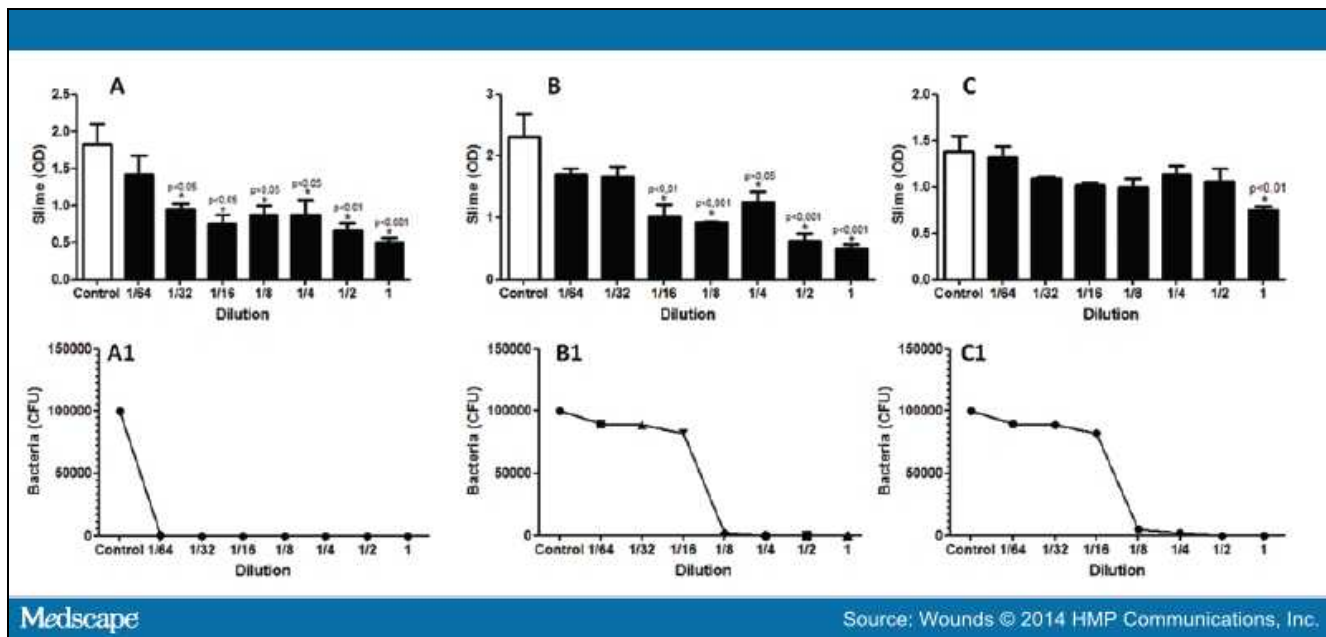 A
Slime (OD)
2.5
2.0
1.5
1.0
0.5
0.0
p<0.05
*
p<0.05
*
p<0.05
*
p<0.05
*
p<0.01
*
p<0.001
*
Control 1/64 1/32 1/16 1/8 1/4 1/2 1
Dilution
B
Slime (OD)
3
2
1
0
p<0.01
*
p<0.001
*
p<0.05
*
p<0.001
*
p<0.001
*
Control 1/64 1/32 1/16 1/8 1/4 1/2 1
Dilution
C
Slime (OD)
2.0
1.5
1.0
0.5
0.0
p<0.01
*
Control 1/64 1/32 1/16 1/8 1/4 1/2 1
Dilution
A1
Bacteria (CFU)
150000
100000
50000
0
Control 1/64 1/32 1/16 1/8 1/4 1/2 1
Dilution
B1
Bacteria (CFU)
150000
100000
50000
0
Control 1/64 1/32 1/16 1/8 1/4 1/2 1
Dilution
C1
Bacteria (CFU)
150000
100000
50000
0
Control 1/64 1/32 1/16 1/8 1/4 1/2 1
Dilution
Medscape
Source: Wounds © 2014 HMP Communications, Inc.